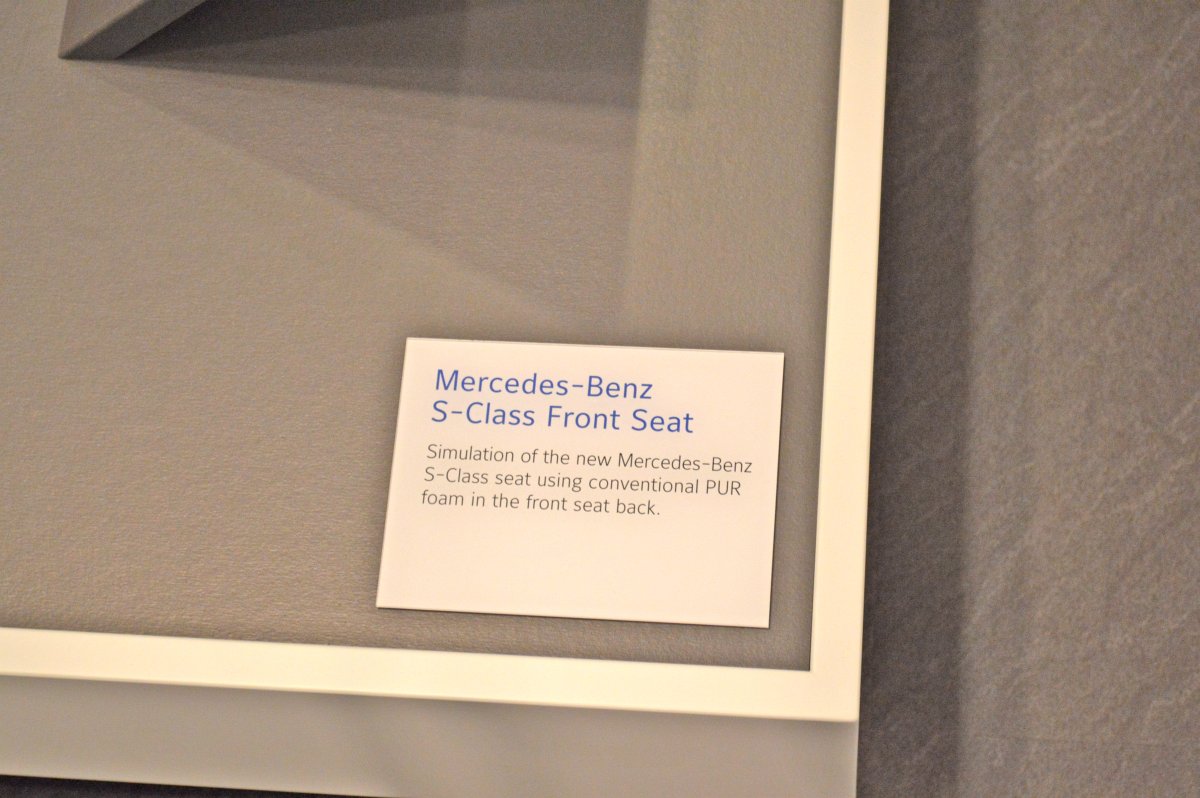 Mercedes-Benz
S-Class Front Seat
Simulation of the new Mercedes-Benz
S-Class seat using conventional PUR
foam in the front seat back.